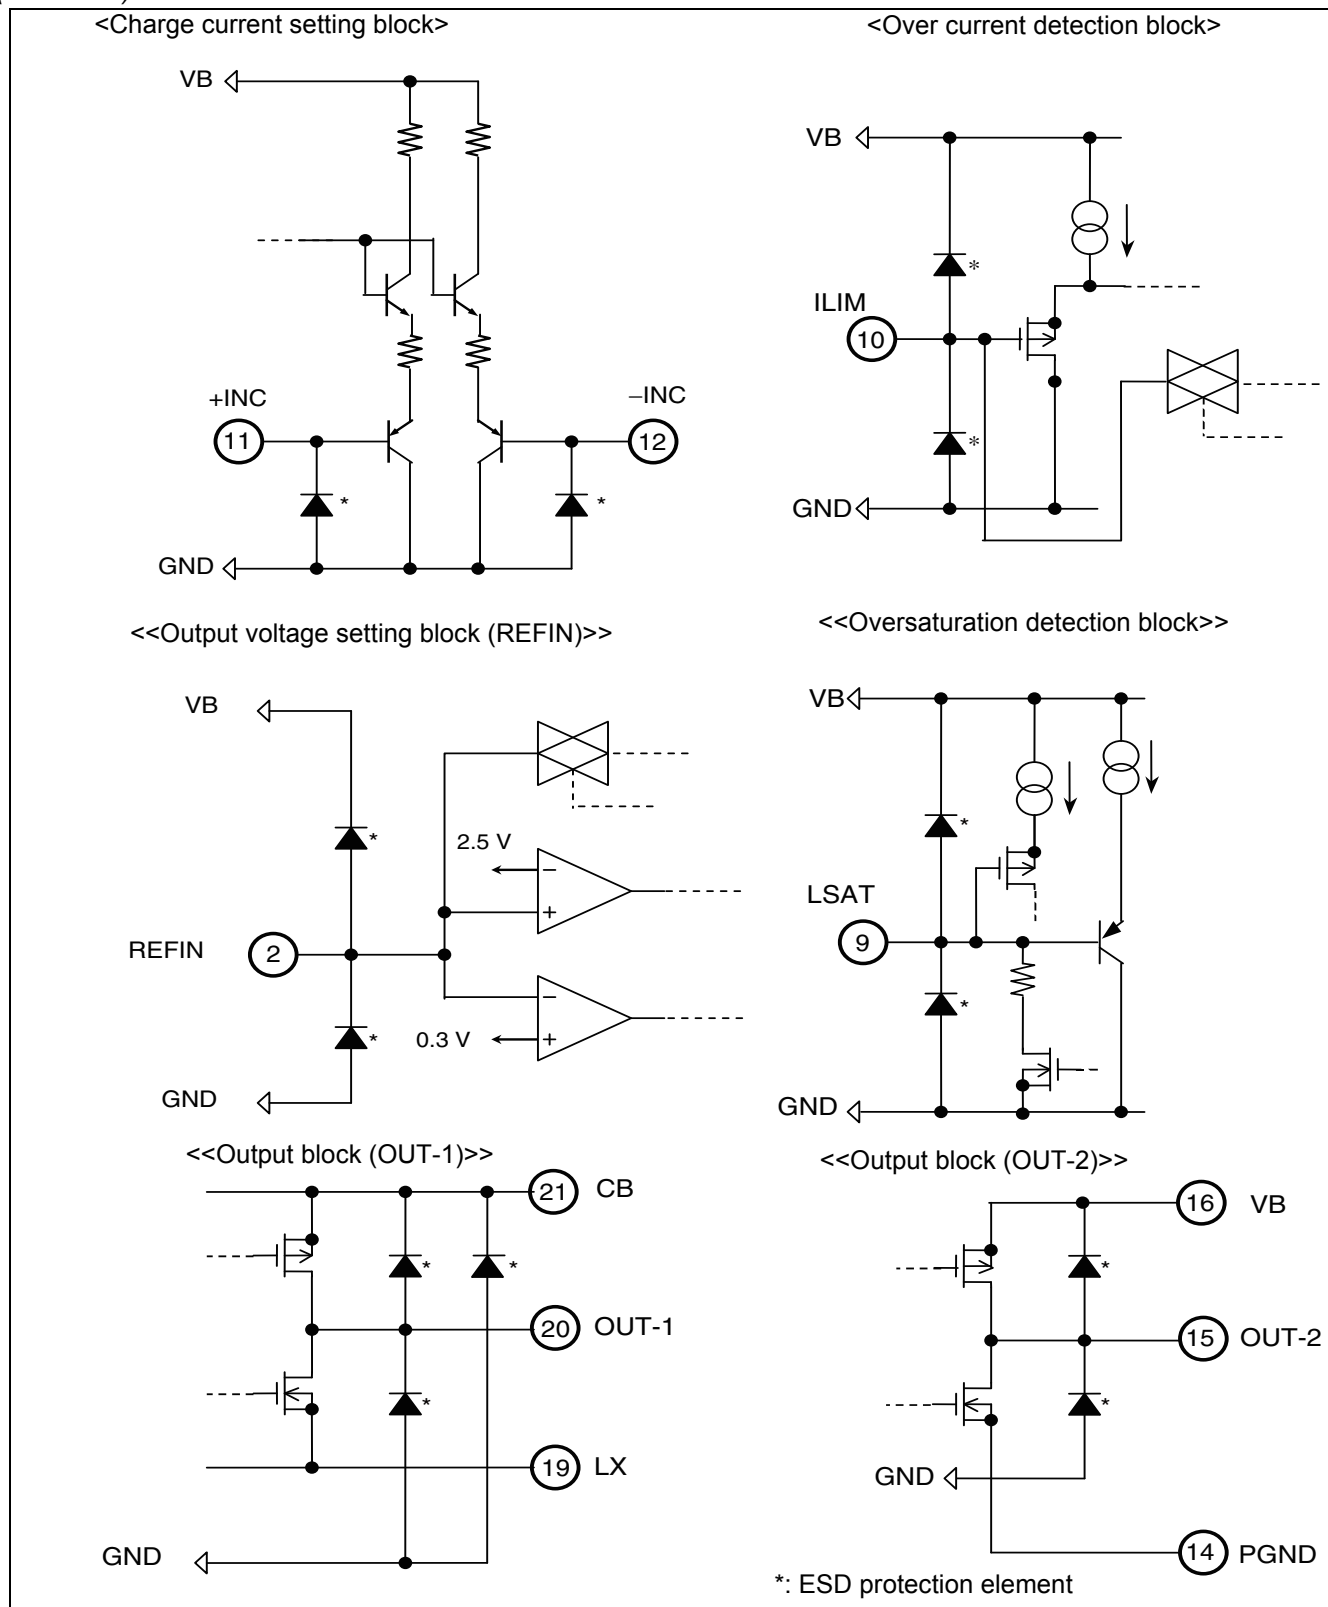 <Charge current setting block>
VB
+INC
11
−INC
12
*
*
GND
<Over current detection block>
VB
*
ILIM
10
*
GND
<<Output voltage setting block (REFIN)>>
VB
*
2.5 V
−
+
REFIN
2
−
+
0.3 V
*
GND
<<Oversaturation detection block>>
VB
*
LSAT
9
*
GND
<<Output block (OUT-1)>>
21 CB
*
*
20 OUT-1
*
19 LX
GND
<<Output block (OUT-2)>>
16 VB
*
15 OUT-2
*
GND
14 PGND
*: ESD protection element